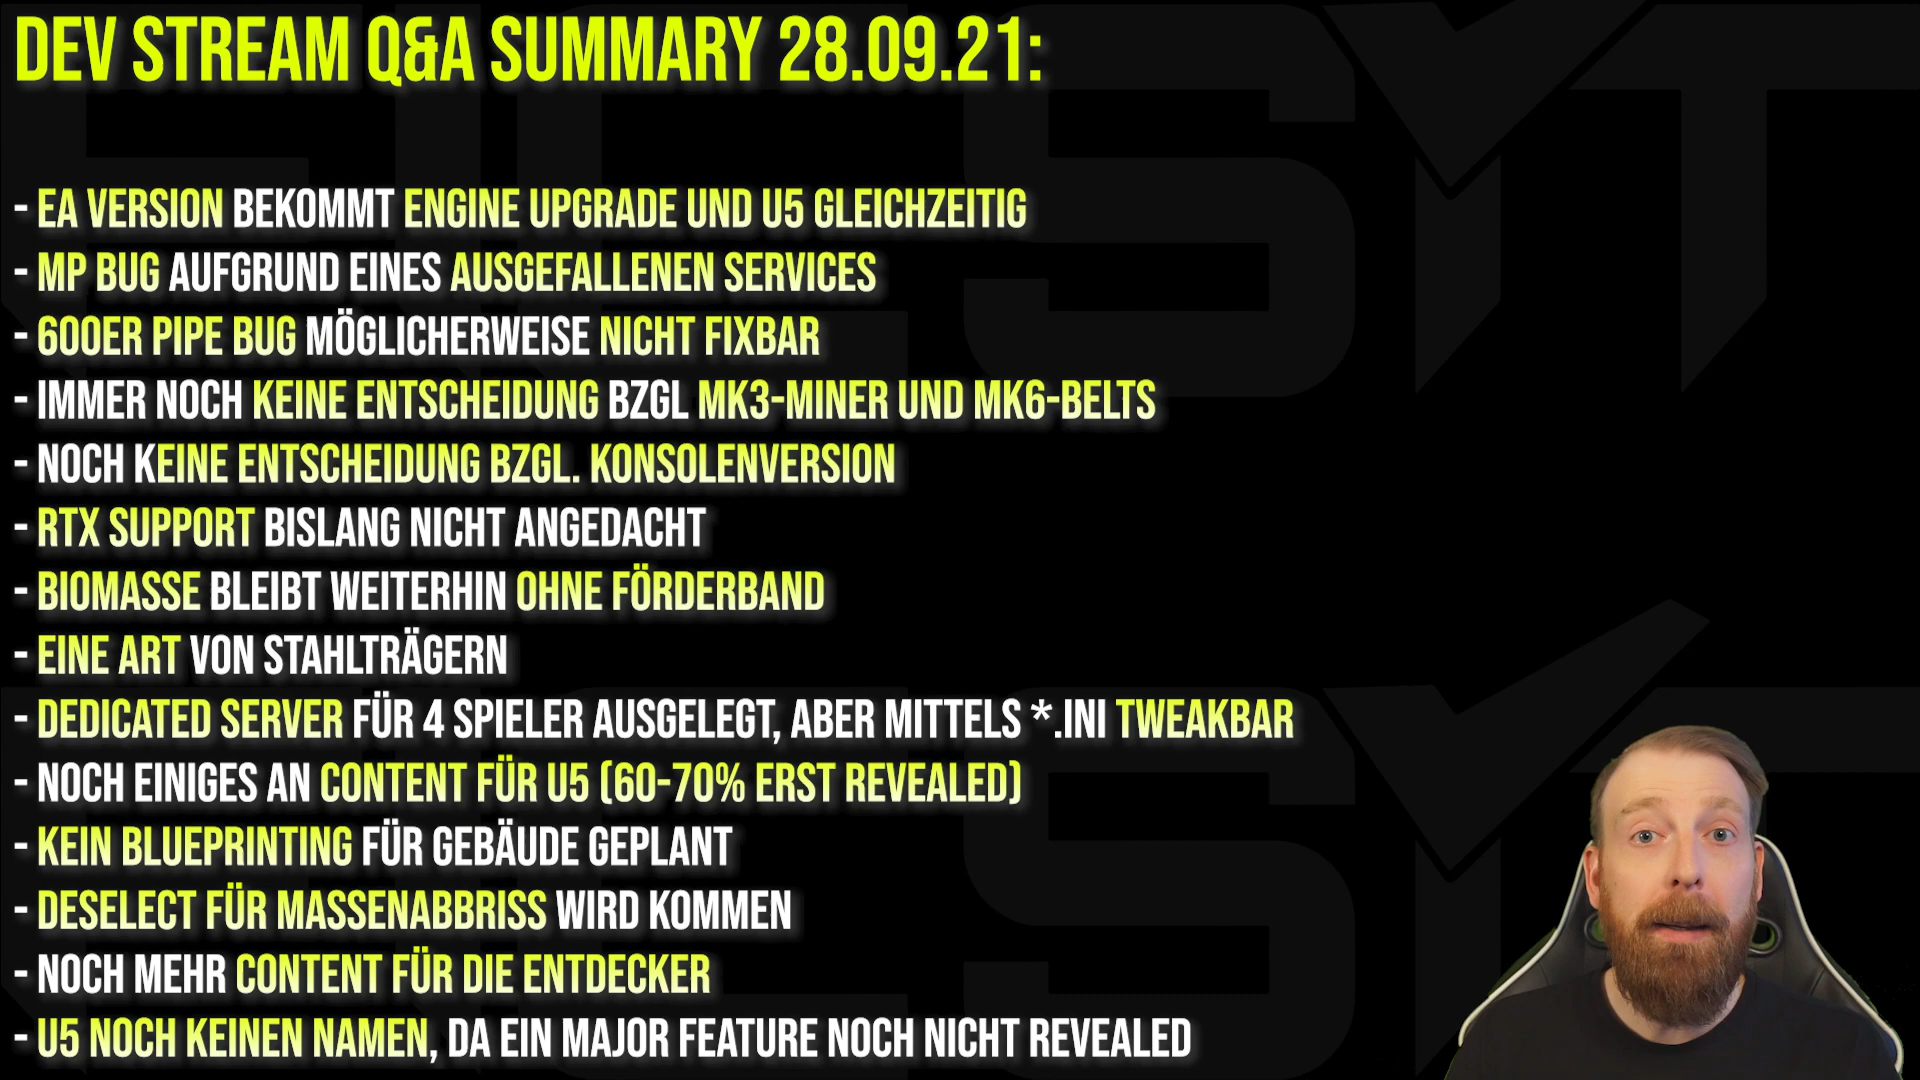 DEV STREAM Q&A SUMMARY 28.09.21:
- EA VERSION BEKOMMT ENGINE UPGRADE UND U5 GLEICHZEITIG
- MP BUG AUFGRUND EINES AUSGEFALLENEN SERVICES
- 600ER PIPE BUG MÖGLICHERWEISE NICHT FIXBAR
- IMMER NOCH KEINE ENTSCHEIDUNG BZGL MK3-MINER UND MK6-BELTS
- NOCH KEINE ENTSCHEIDUNG BZGL. KONSOLENVERSION
- RTX SUPPORT BISLANG NICHT ANGEDACHT
- BIOMASSE BLEIBT WEITERHIN OHNE FÖRDERBAND
- EINE ART VON STAHLTRÄGERN
- DEDICATED SERVER FÜR 4 SPIELER AUSGELEGT, ABER MITTELS *.INI TWEAKBAR
- NOCH EINIGES AN CONTENT FÜR U5 (60-70% ERST REVEALED)
- KEIN BLUEPRINTING FÜR GEBÄUDE GEPLANT
- DESELECT FÜR MASSENABBRISS WIRD KOMMEN
- NOCH MEHR CONTENT FÜR DIE ENTDECKER
- U5 NOCH KEINEN NAMEN, DA EIN MAJOR FEATURE NOCH NICHT REVEALED